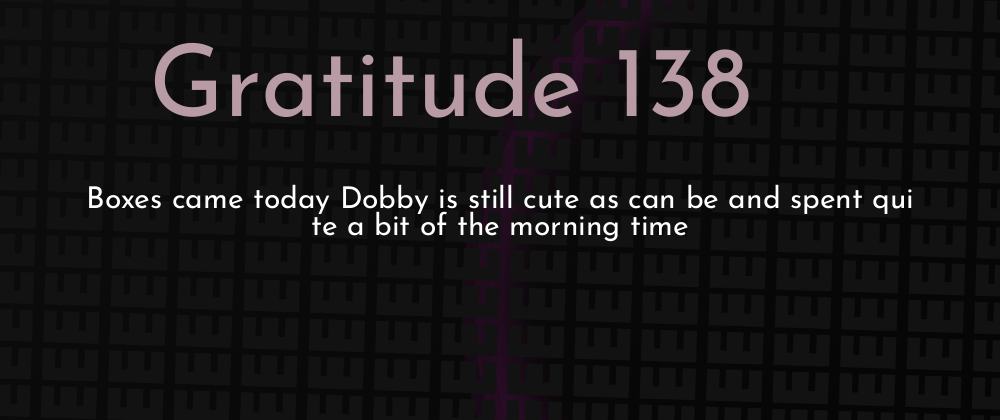 Gratitude 138
Boxes came today Dobby is still cute as can be and spent qui
te a bit of the morning time